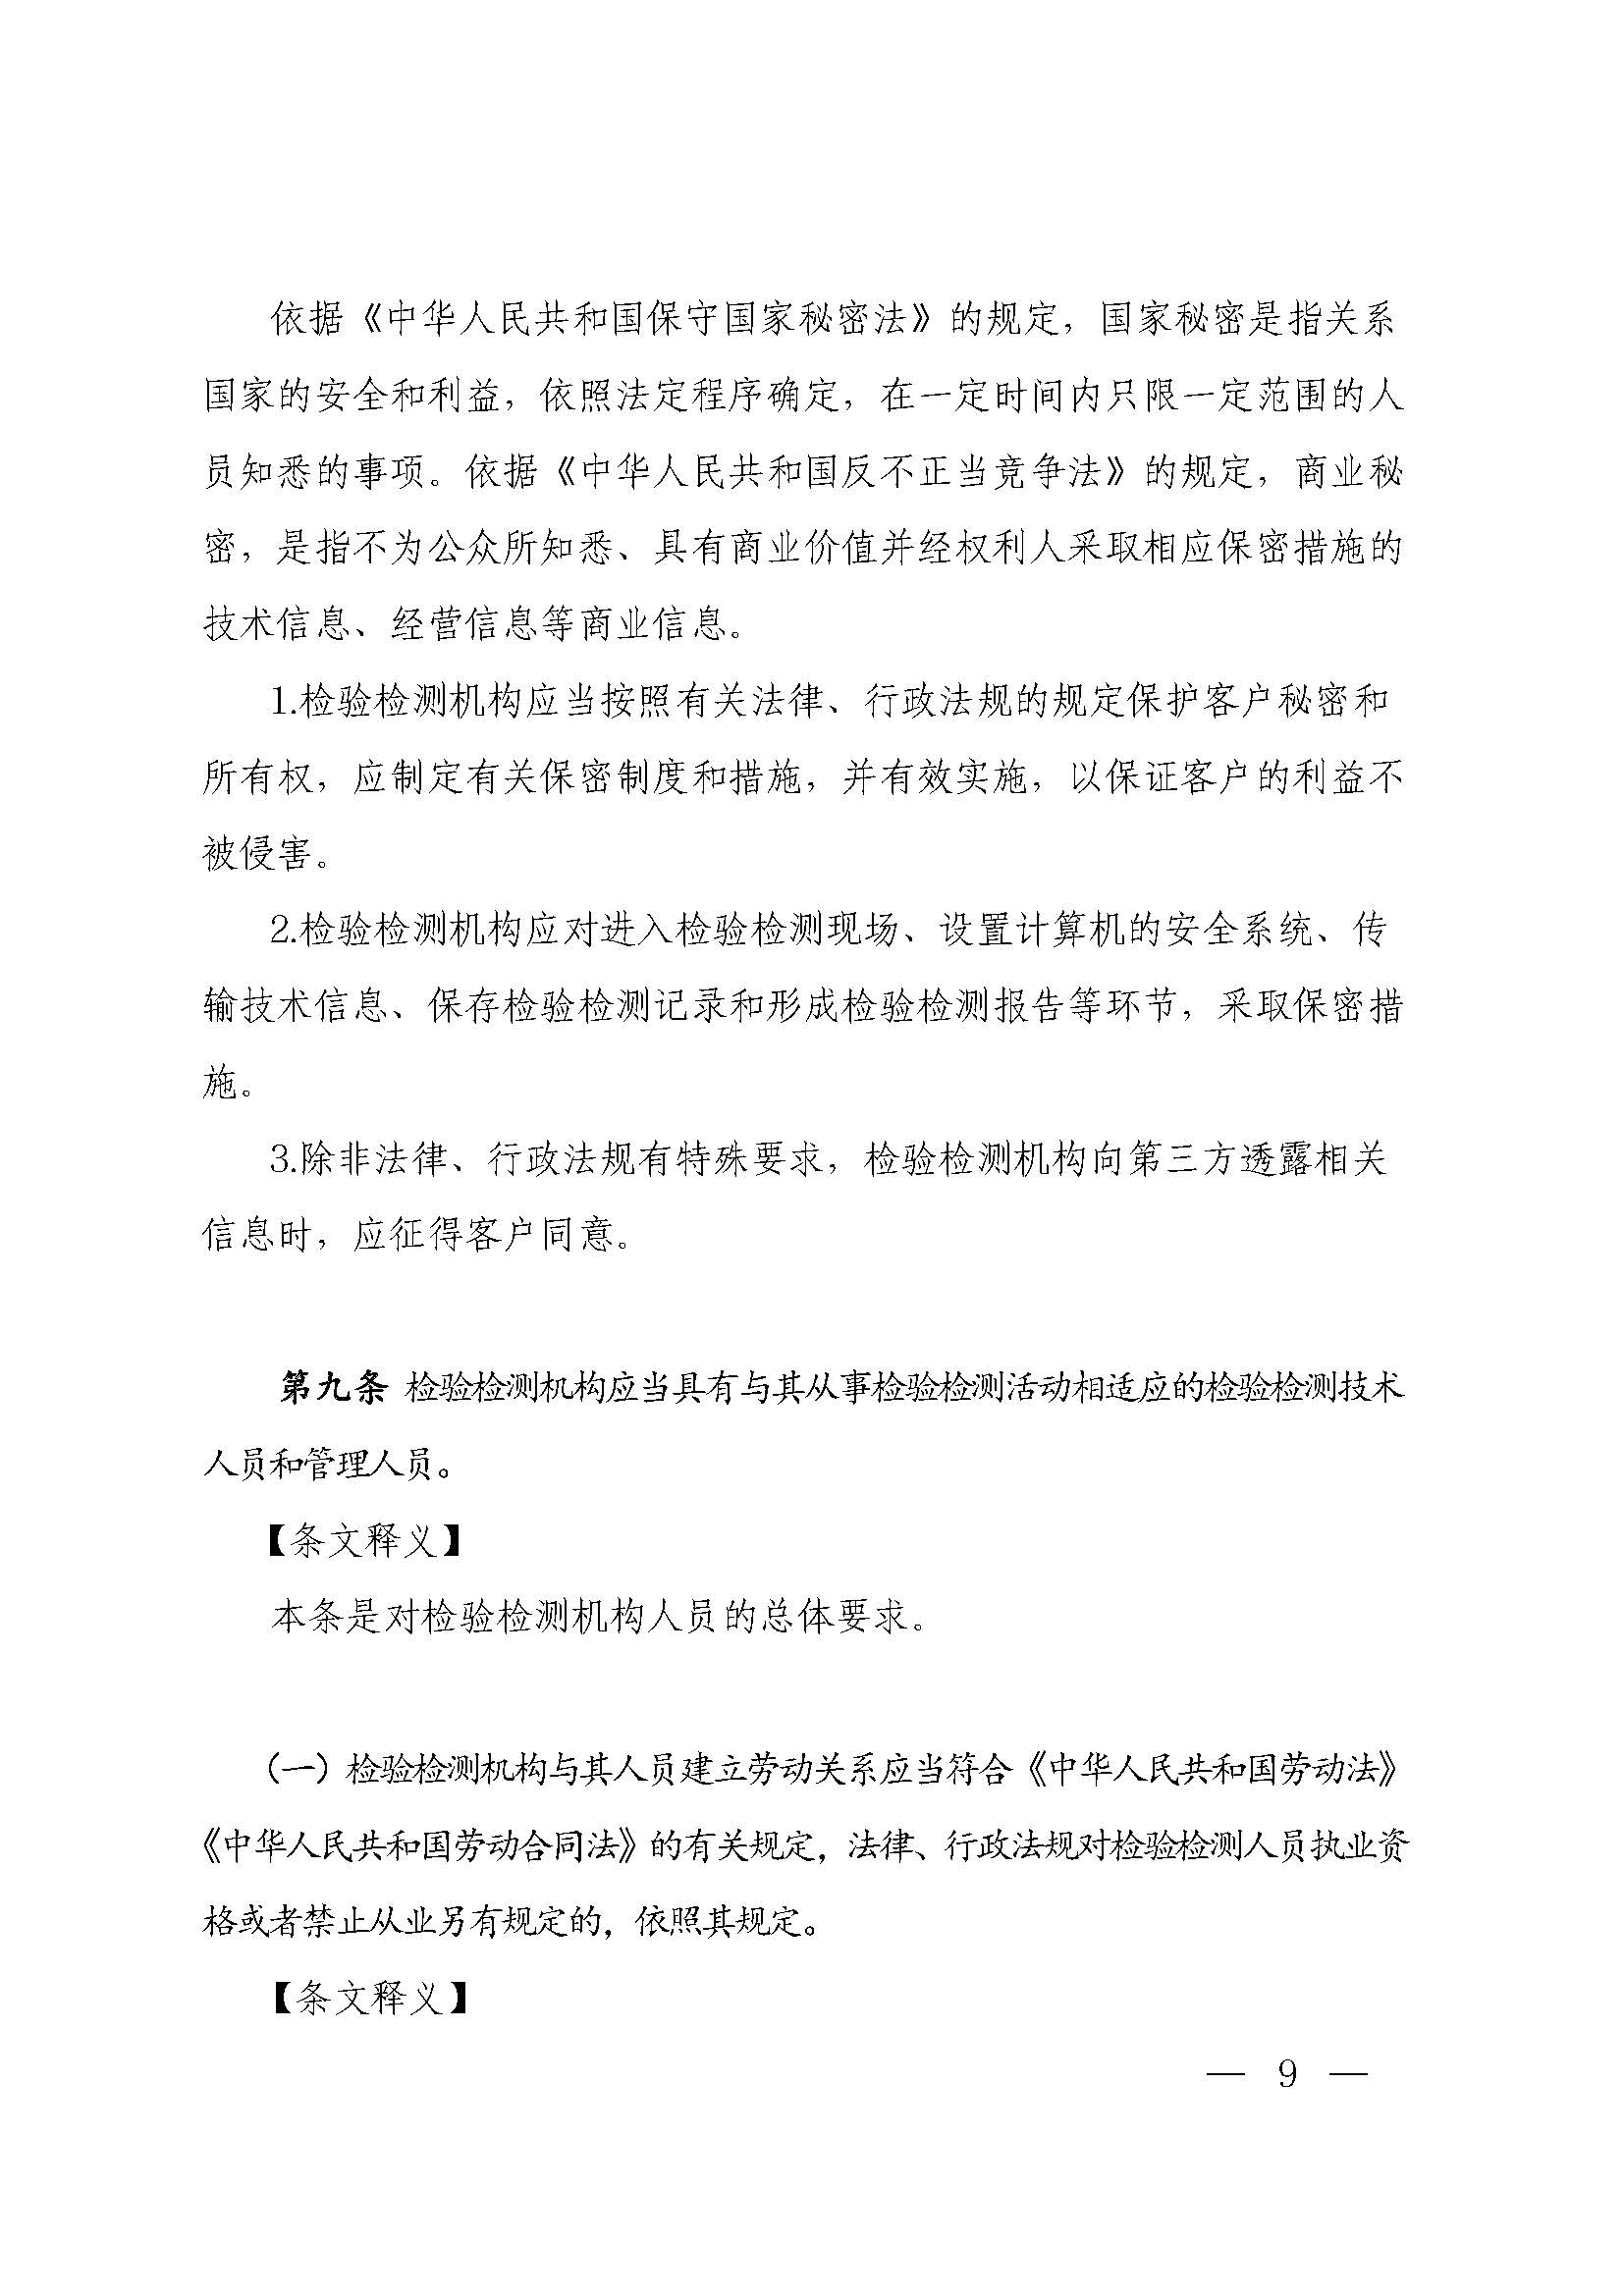 依据《中华人民共和国保守国家秘密法》的规定，国家秘密是指关系
国家的安全和利益，依照法定程序确定，在一定时间内只限一定范围的人
员知悉的事项。依据《中华人民共和国反不正当竞争法》的规定，商业秘
密，是指不为公众所知悉、具有商业价值并经权利人采取相应保密措施的
技术信息、经营信息等商业信息。
1.检验检测机构应当按照有关法律、行政法规的规定保护客户秘密和
所有权，应制定有关保密制度和措施，并有效实施，以保证客户的利益不
被侵害。
2.检验检测机构应对进入检验检测现场、设置计算机的安全系统、传
输技术信息、保存检验检测记录和形成检验检测报告等环节，采取保密措
施。
3.除非法律、行政法规有特殊要求，检验检测机构向第三方透露相关
信息时，应征得客户同意。
第九条 检验检测机构应当具有与其从事检验检测活动相适应的检验检测技术
人员和管理人员。
【条文释义】
本条是对检验检测机构人员的总体要求。
（一）检验检测机构与其人员建立劳动关系应当符合《中华人民共和国劳动法》
《中华人民共和国劳动合同法》的有关规定，法律、行政法规对检验检测人员执业资
格或者禁止从业另有规定的，依照其规定。
【条文释义】
— 9 —